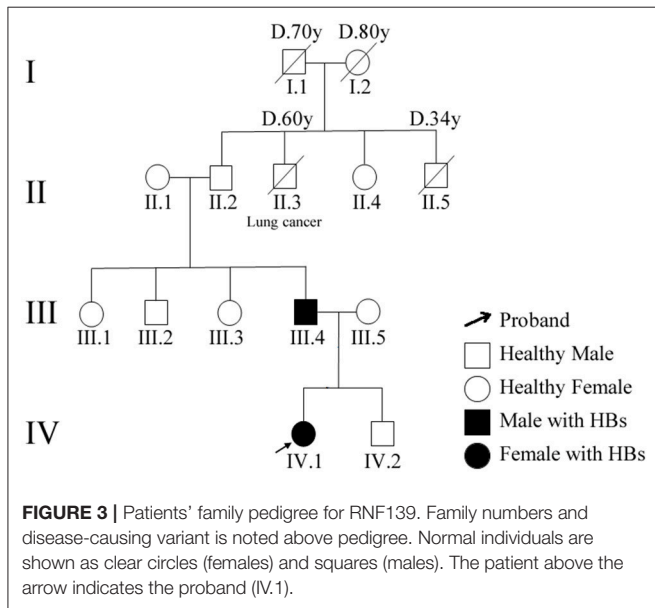 D.70y D.80y
I
I.1 I.2
D.60y D.34y
II
II.1 II.2 II.3 II.4 II.5
Lung cancer
III
III.1 III.2 III.3 III.4 III.5
Proband
Healthy Male
Healthy Female
Male with HBs
Female with HBs
IV
IV.1 IV.2
FIGURE 3 | Patients' family pedigree for RNF139. Family numbers and
disease-causing variant is noted above pedigree. Normal individuals are
shown as clear circles (females) and squares (males). The patient above the
arrow indicates the proband (IV.1).